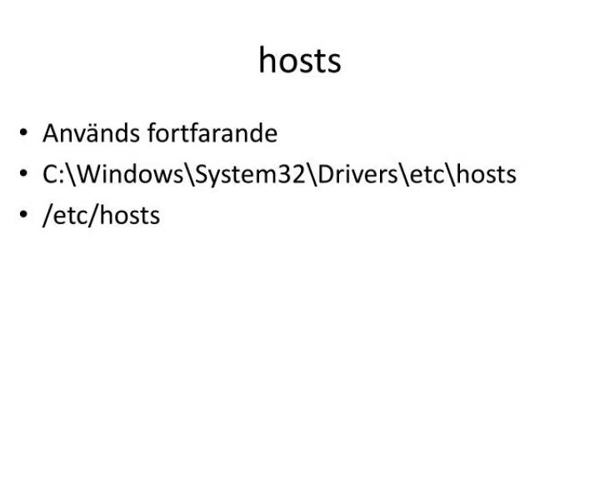 hosts
• Används fortfarande
• C:\Windows\System32\Drivers\etc\hosts
• /etc/hosts